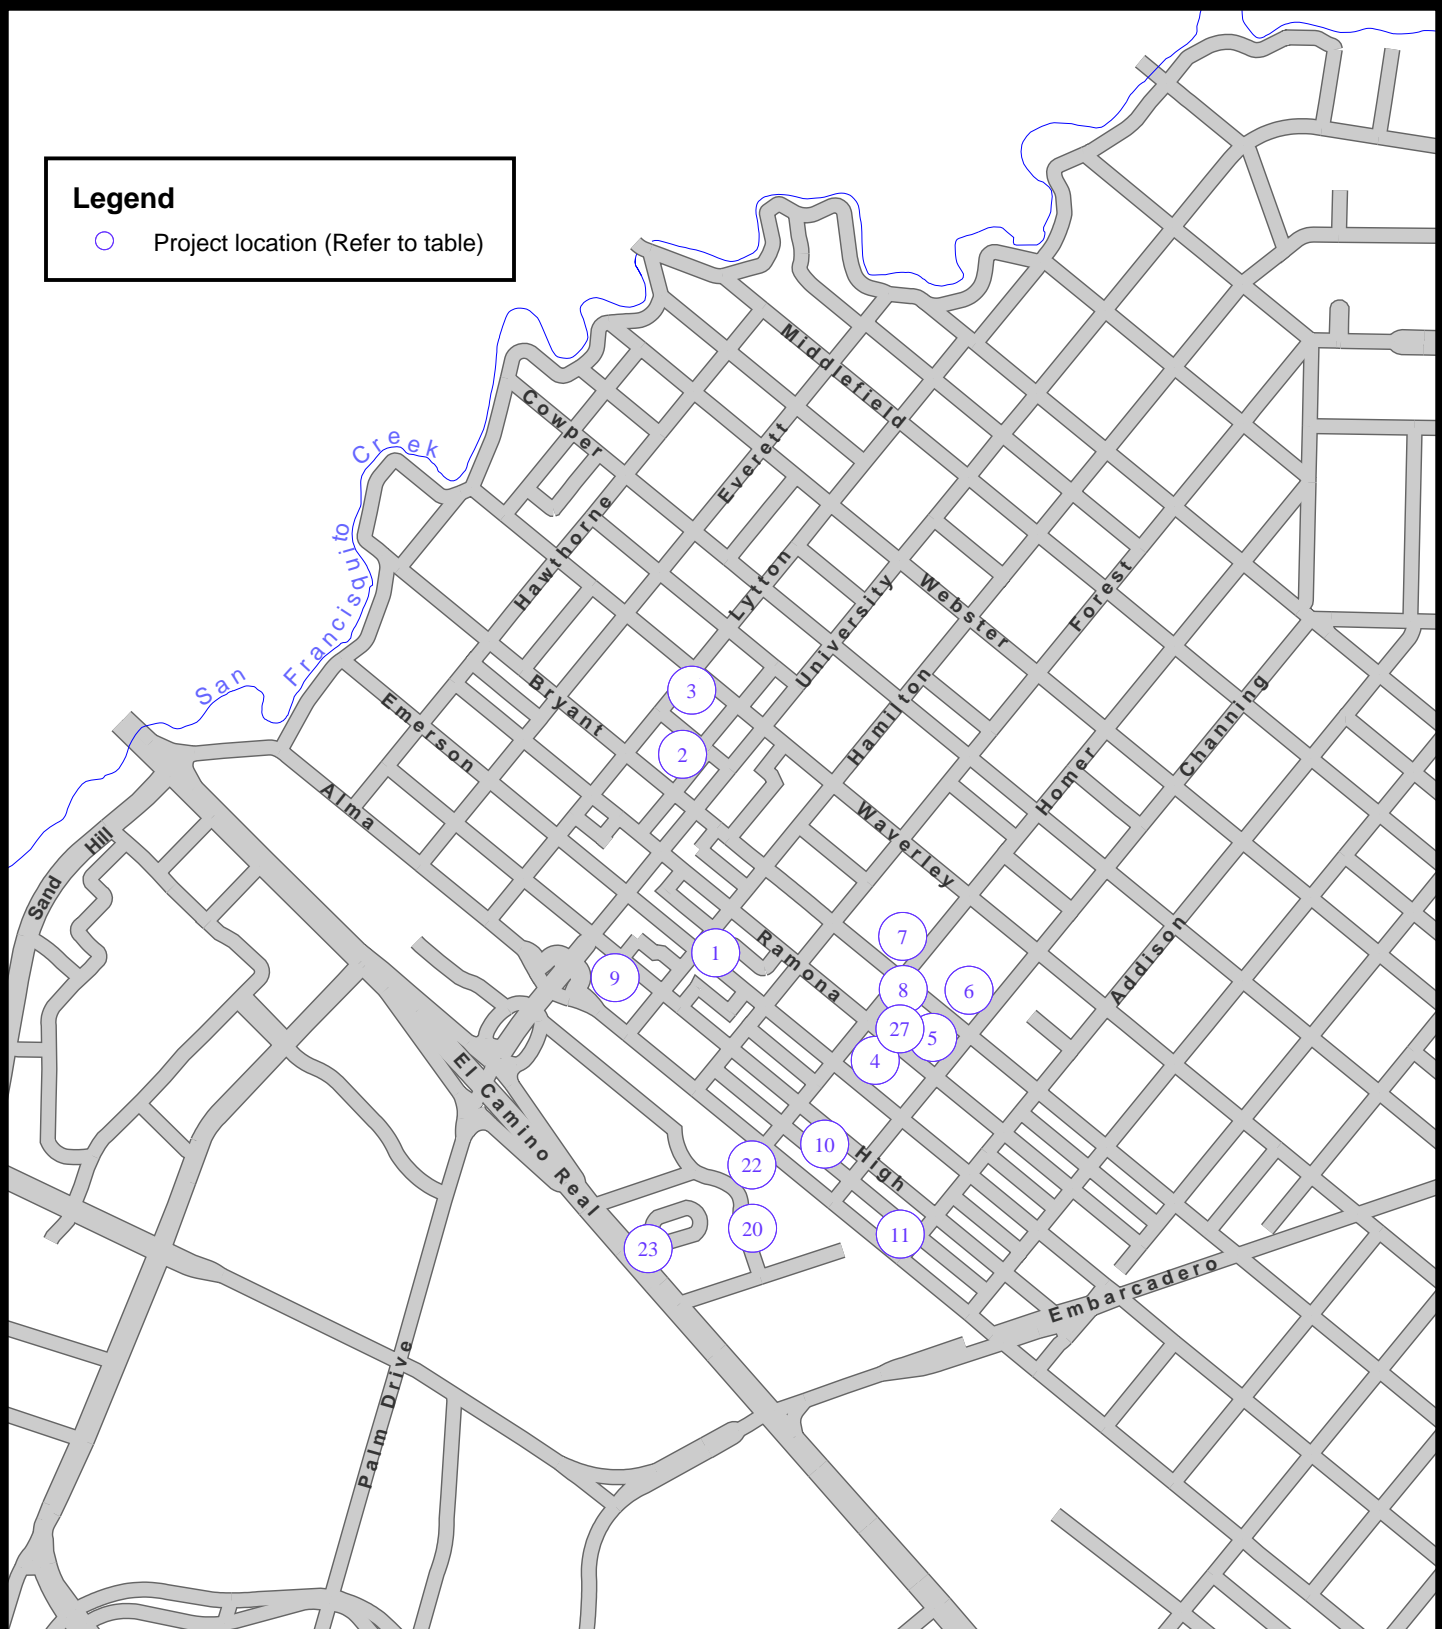 Legend
Project location (Refer to table)
Middlefield
Cowper
Creek
Everett
Hawthorne
Francisquito
Lytton
University
Webster
Forest
San
3
Bryant
Hamilton
Channing
Emerson
2
Homer
Alma
Waverley
Hill
Sand
7
1
Ramona
Addison
9
8
6
27
5
4
El Camino Real
10
22
High
20
11
23
Embarcadero
Palm Drive